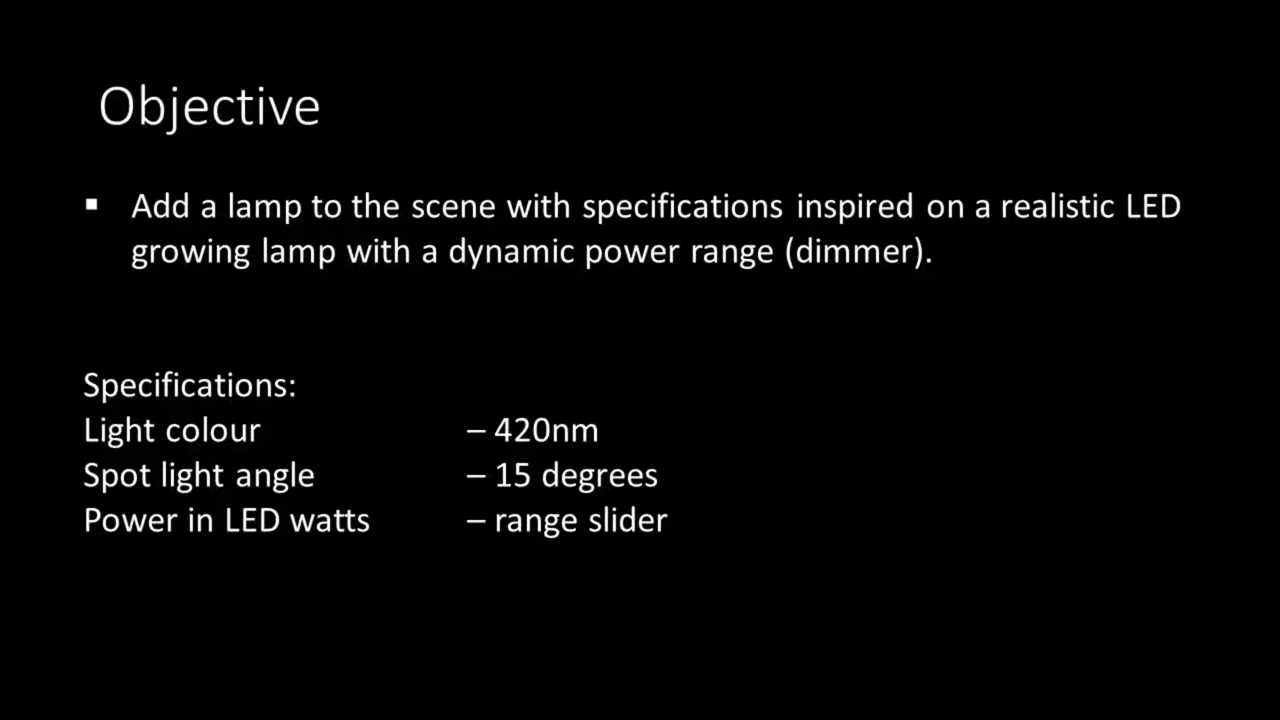 Objective
▪ Add a lamp to the scene with specifications inspired on a realistic LED
growing lamp with a dynamic power range (dimmer).
Specifications:
Light colour – 420nm
Spot light angle – 15 degrees
Power in LED watts – range slider